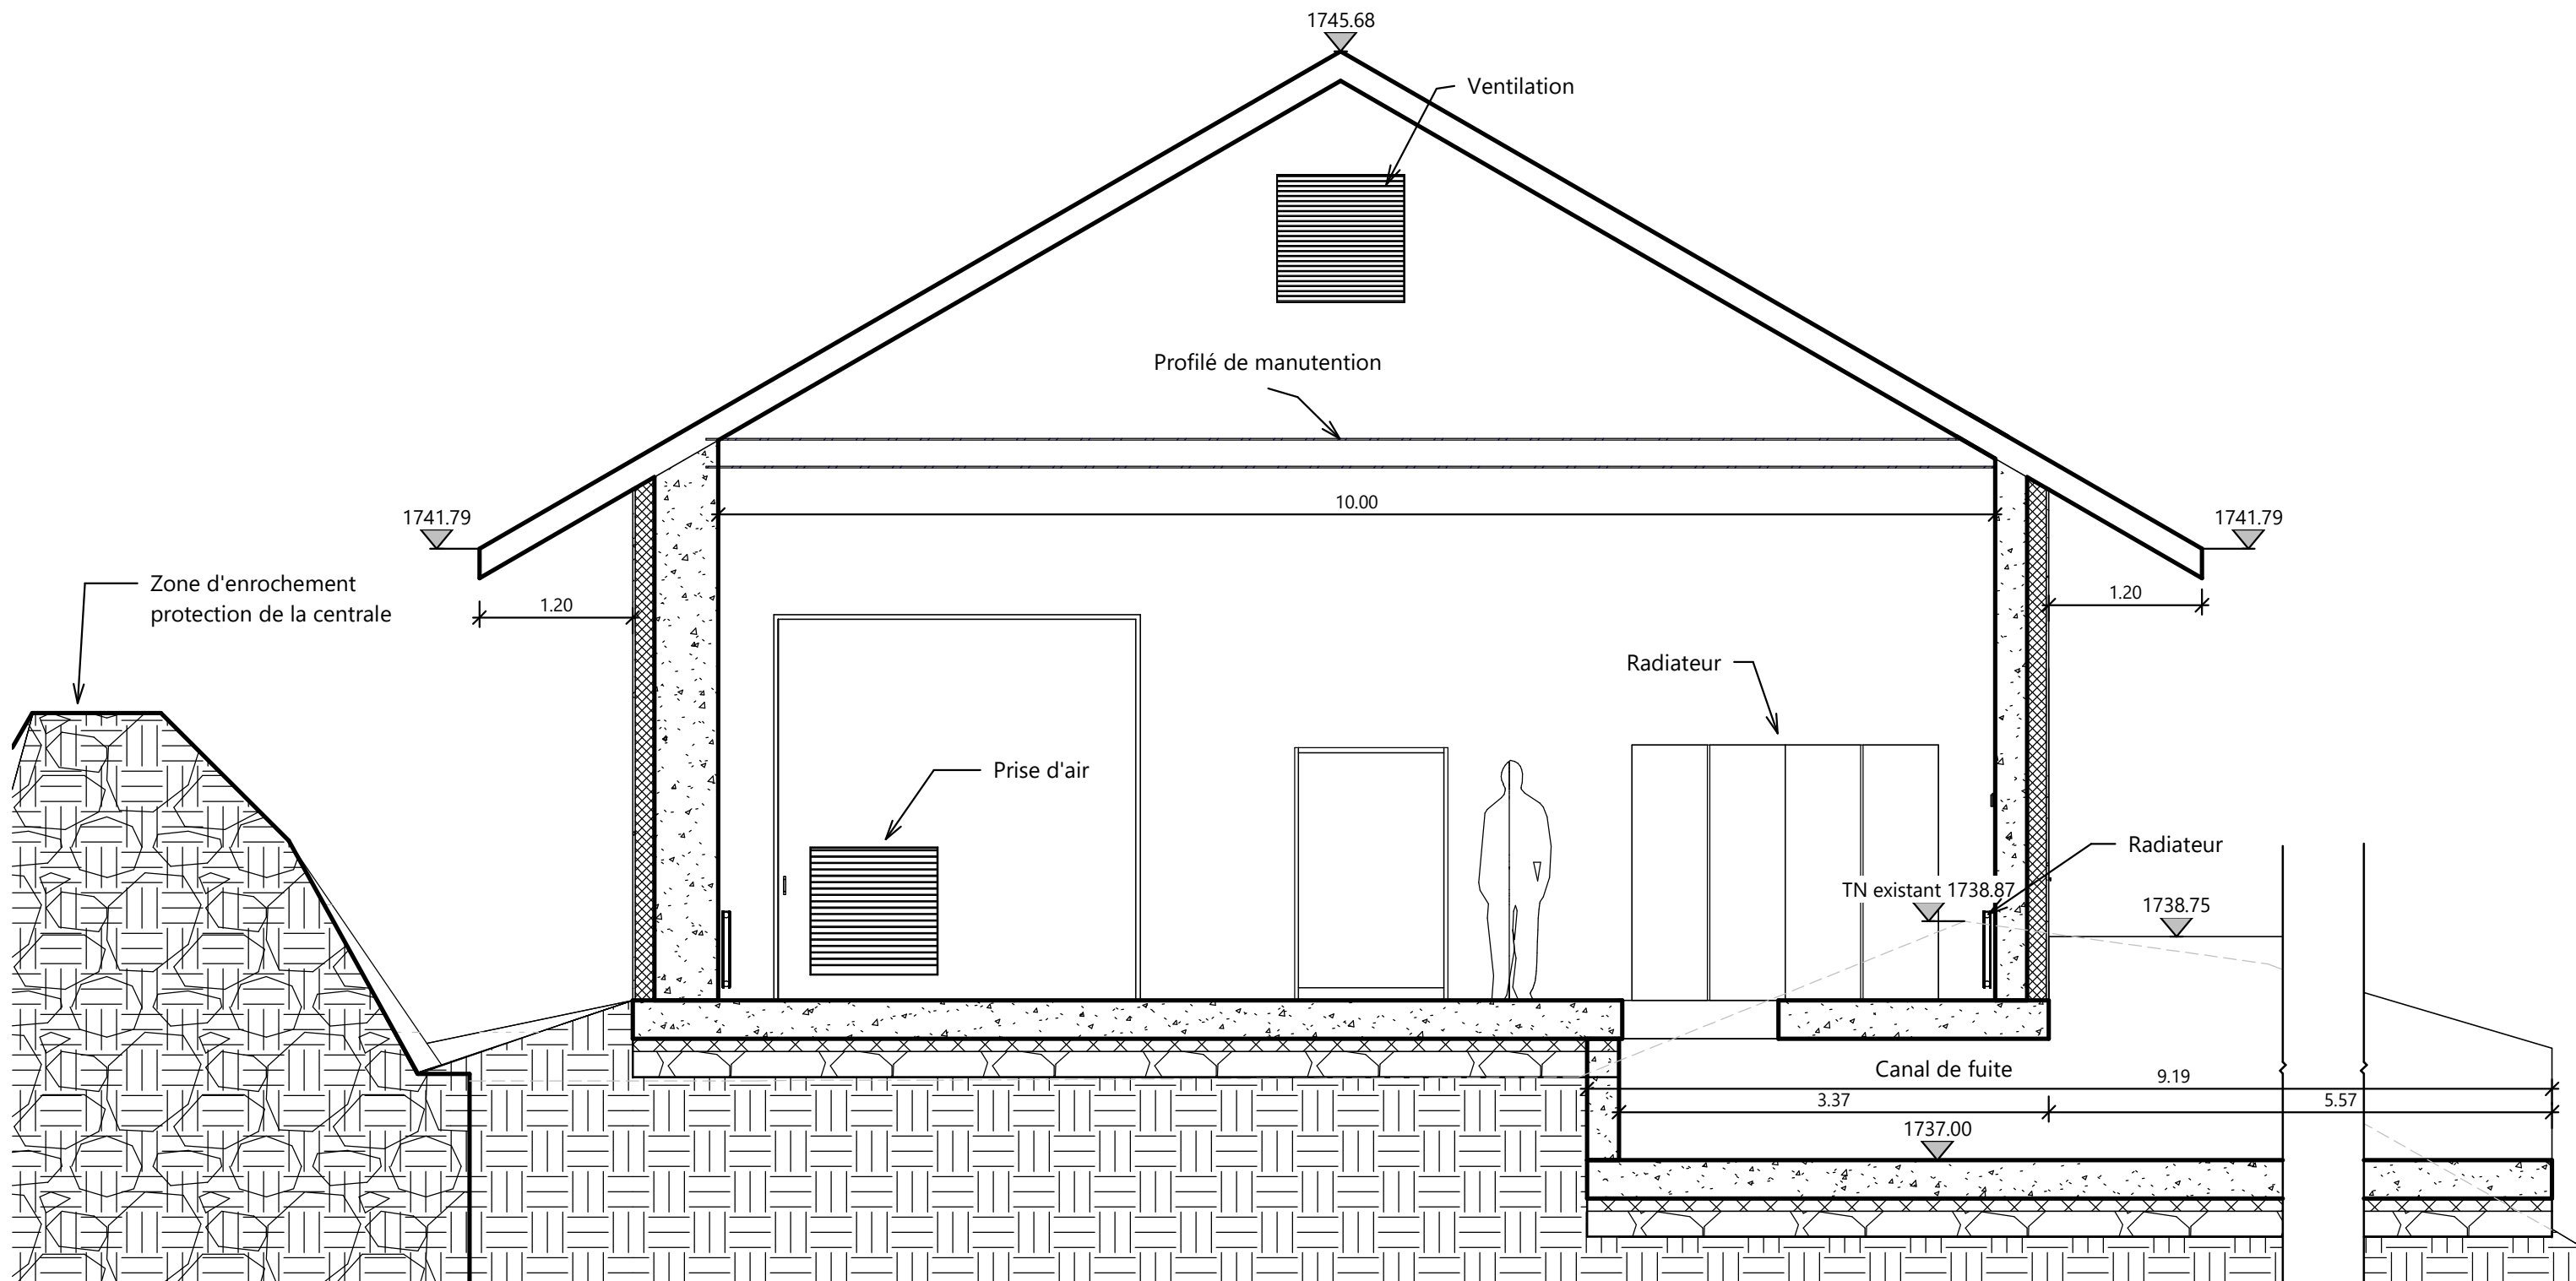 1745.68
Ventilation
Profilé de manutention
10.00
1741.79
1741.79
Zone d'enrochement
protection de la centrale
1.20
1.20
Radiateur
Prise d'air
Radiateur
TN existant 1738.87
1738.75
Canal de fuite
9.19
3.37
5.57
1737.00